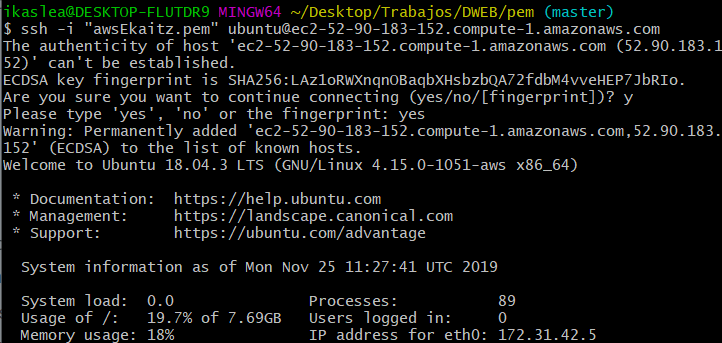 ikaslea@DESKTOP-FLUTDR9 MINGW64 ~/Desktop/Trabajos/DWEB/pem (master)
$ ssh -i "awsEkaitz.pem" ubuntu@ec2-52-90-183-152.compute-1.amazonaws.com
The authenticity of host 'ec2-52-90-183-152.compute-1.amazonaws.com (52.90.183.1
52)' can't be established.
ECDSA key fingerprint is SHA256:LAz1oRWXnqnOBaqbXHsbzbQA72fdbM4vveHEP7JbRIo.
Are you sure you want to continue connecting (yes/no/[fingerprint])? y
Please type 'yes', 'no' or the fingerprint: yes
Warning: Permanently added 'ec2-52-90-183-152.compute-1.amazonaws.com,52.90.183.
152' (ECDSA) to the list of known hosts.
Welcome to Ubuntu 18.04.3 LTS (GNU/Linux 4.15.0-1051-aws x86_64)
* Documentation:  https://help.ubuntu.com
* Management:     https://landscape.canonical.com
* Support:        https://ubuntu.com/advantage
System information as of Mon Nov 25 11:27:41 UTC 2019
System load:  0.0               Processes:           89
Usage of /:   19.7% of 7.69GB   Users logged in:     0
Memory usage: 18%               IP address for eth0: 172.31.42.5